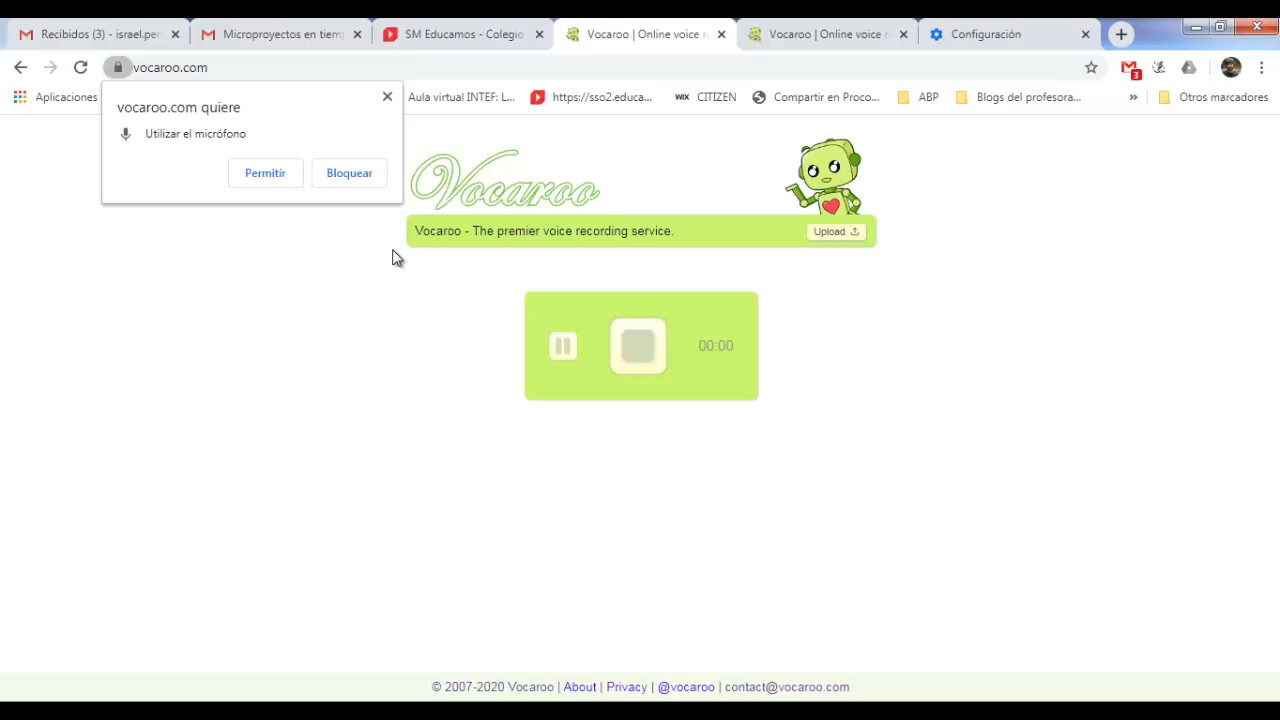 Recibidos (3) - israel.per
Microproyectos en tiem
SM Educamos - Colegio
Vocaroo | Online voice r
Vocaroo | Online voice r
Configuración
vocaroo.com
3
Aplicaciones
Aula virtual INTEF: L...
https://sso2.educa...
WIX CITIZEN
Compartir en Proco...
ABP
Blogs del profesora...
»
Otros marcadores
vocaroo.com quiere
Utilizar el micrófono
Permitir
Bloquear
Vocaroo
Vocaroo - The premier voice recording service.
Upload
00:00
© 2007-2020 Vocaroo | About | Privacy | @vocaroo | contact@vocaroo.com